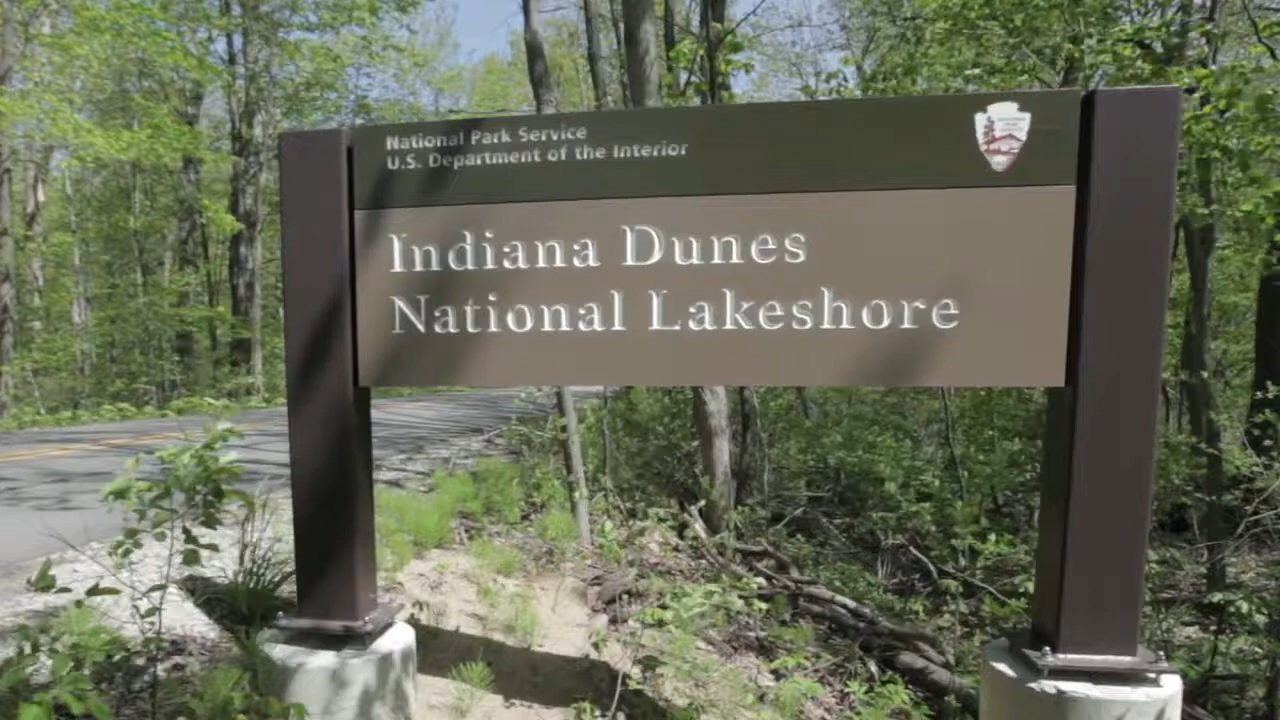 National Park Service
U.S. Department of the Interior
Indiana Dunes
National Lakeshore